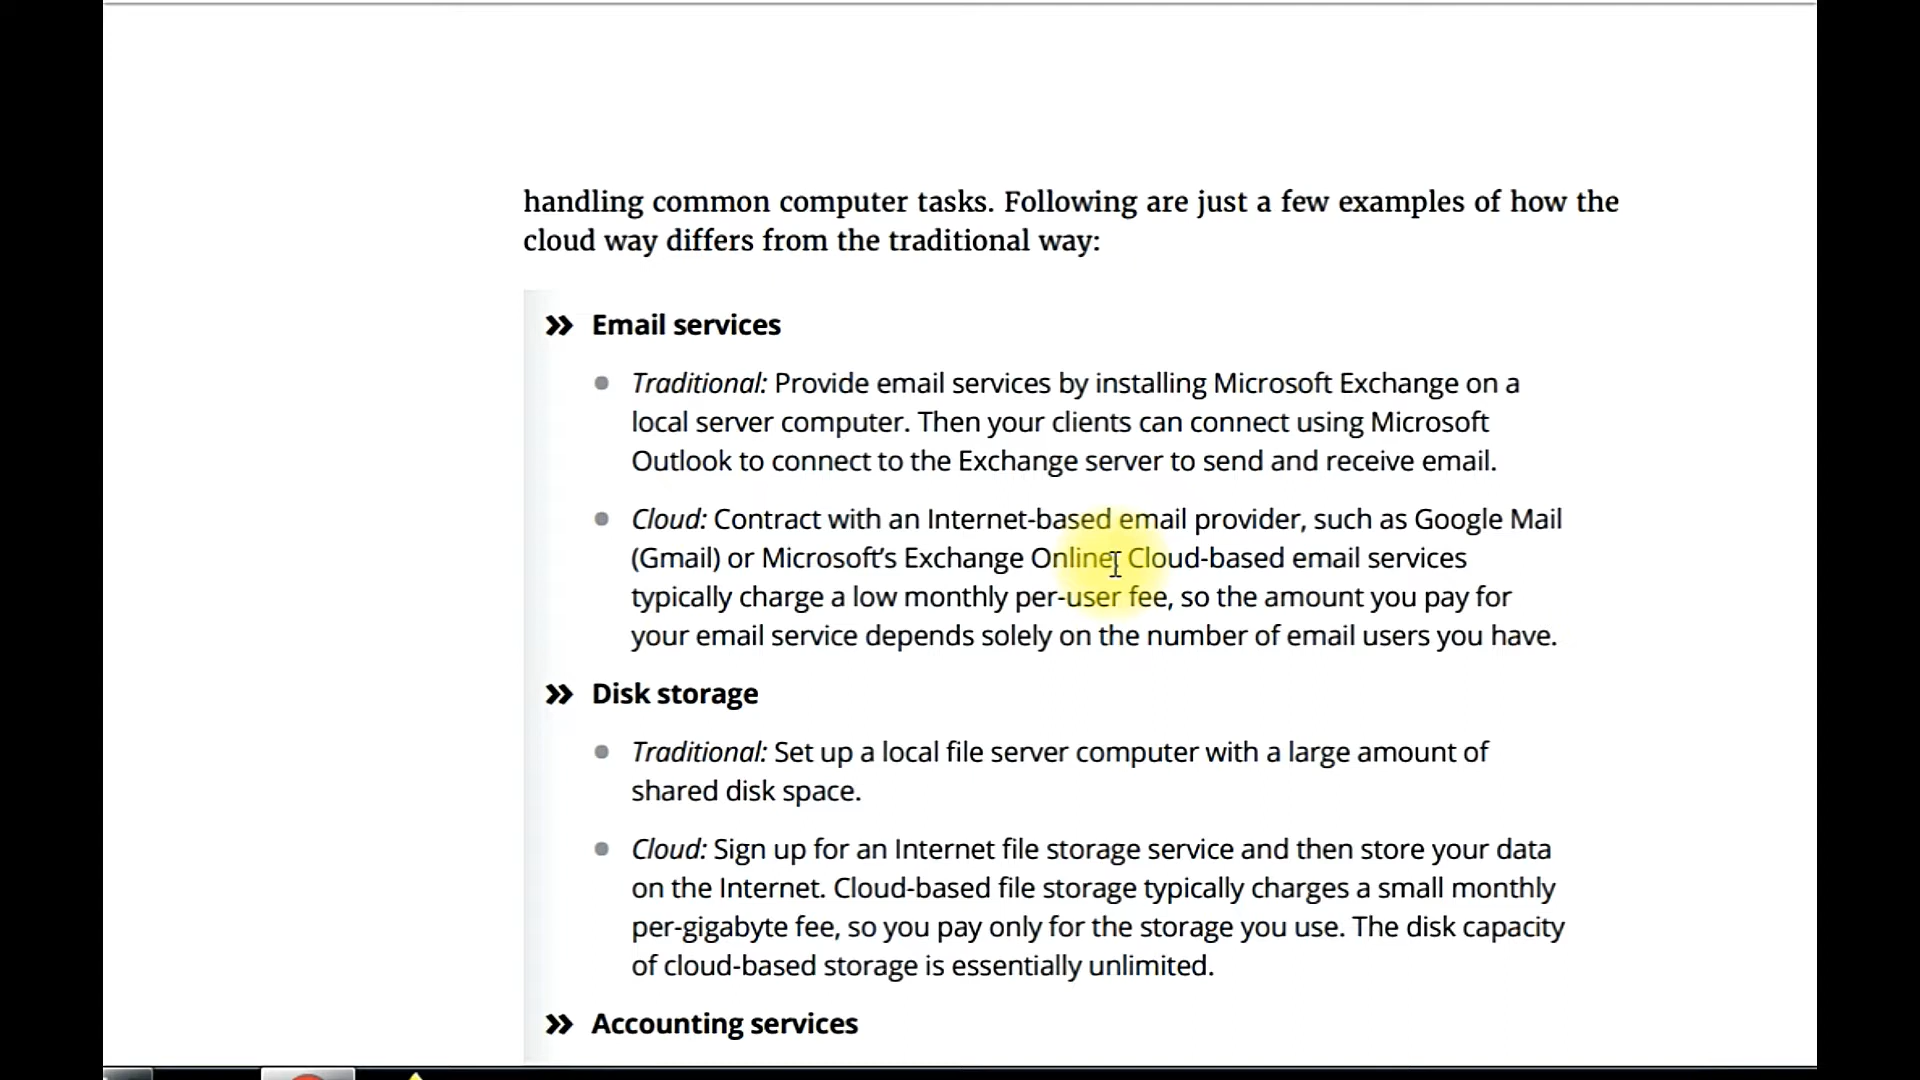 handling common computer tasks. Following are just a few examples of how the
cloud way differs from the traditional way:
Email services
Traditional: Provide email services by installing Microsoft Exchange on a
local server computer. Then your clients can connect using Microsoft
Outlook to connect to the Exchange server to send and receive email.
Cloud: Contract with an Internet-based email provider, such as Google Mail
(Gmail) or Microsoft’s Exchange Online. Cloud-based email services
typically charge a low monthly per-user fee, so the amount you pay for
your email service depends solely on the number of email users you have.
Disk storage
Traditional: Set up a local file server computer with a large amount of
shared disk space.
Cloud: Sign up for an Internet file storage service and then store your data
on the Internet. Cloud-based file storage typically charges a small monthly
per-gigabyte fee, so you pay only for the storage you use. The disk capacity
of cloud-based storage is essentially unlimited.
Accounting services